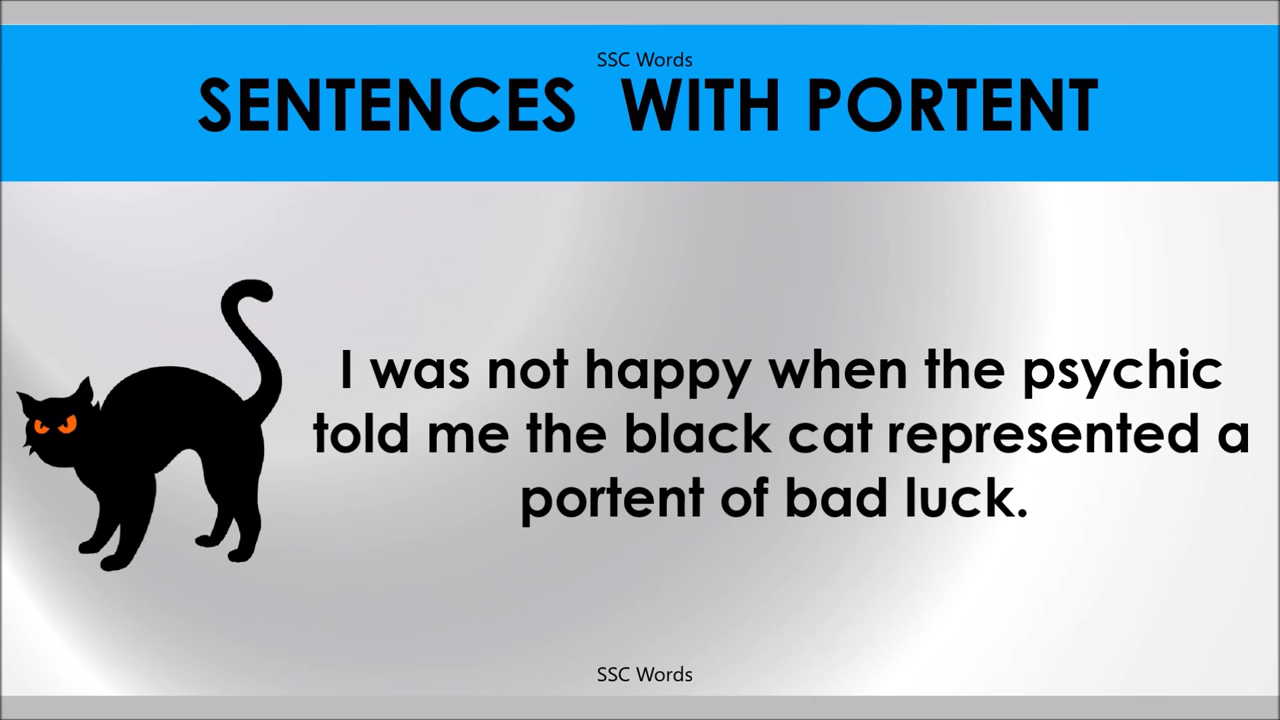 SSC Words
SENTENCES WITH PORTENT
I was not happy when the psychic
told me the black cat represented a
portent of bad luck.
SSC Words